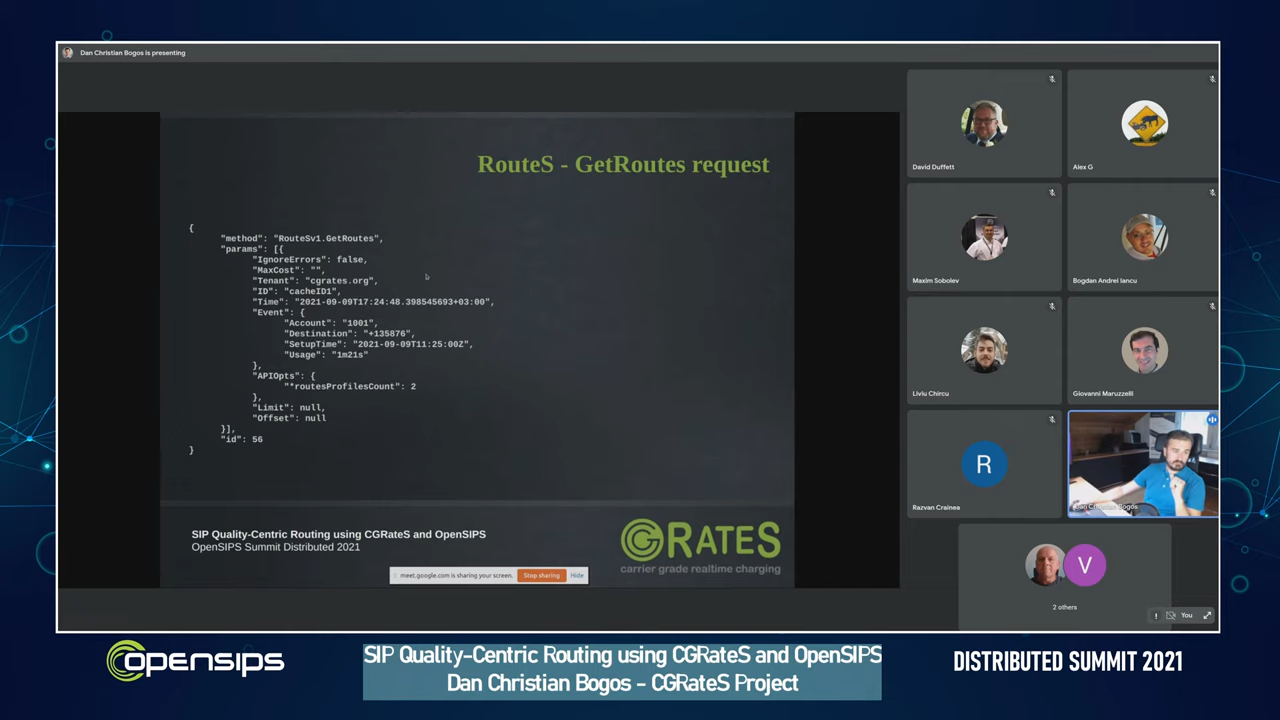 Dan Christian Bogos is presenting
RouteS - GetRoutes request
{
"method": "RouteSv1.GetRoutes",
"params": [{
"IgnoreErrors": false,
"MaxCost": "",
"Tenant": "cgrates.org",
"ID": "cacheID1",
"Time": "2021-09-09T17:24:48.398545693+03:00",
"Event": {
"Account": "1001",
"Destination": "+135876",
"SetupTime": "2021-09-09T11:25:00Z",
"Usage": "1m21s"
},
"APIOpts": {
"*routesProfilesCount": 2
},
"Limit": null,
"Offset": null
}],
"id": 56
}
SIP Quality-Centric Routing using CGRateS and OpenSIPS
OpenSIPS Summit Distributed 2021
CGRATES
carrier grade realtime charging
meet.google.com is sharing your screen. Stop sharing Hide
David Duffett
Alex G
Maxim Sobolev
Bogdan Andrei Iancu
Liviu Chircu
Giovanni Maruzzelli
R
Razvan Crainea
Dan Christian Bogos
V
2 others
You
opensips
SIP Quality-Centric Routing using CGRateS and OpenSIPS
Dan Christian Bogos - CGRateS Project
DISTRIBUTED SUMMIT 2021